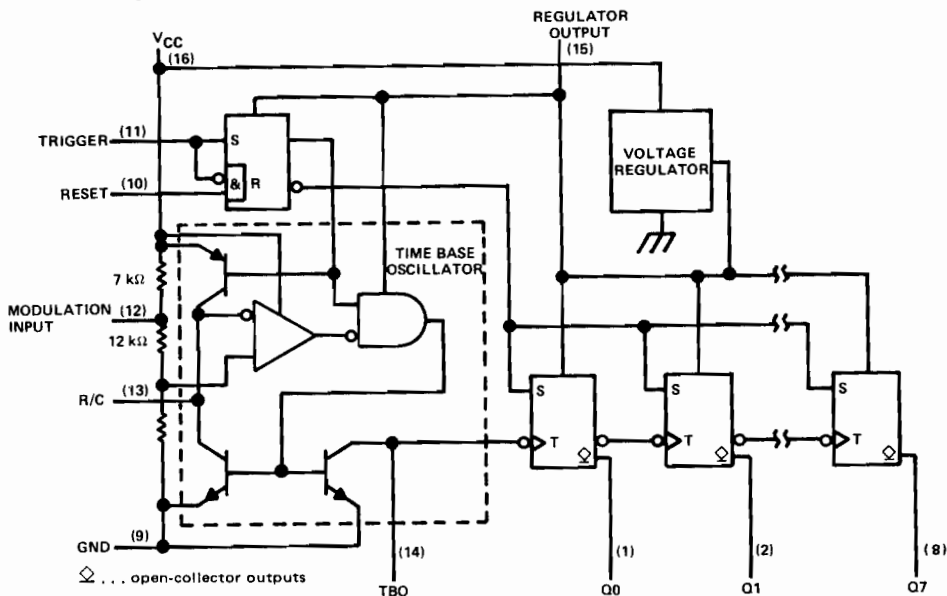 VCC
(16)
REGULATOR
OUTPUT
(15)
TRIGGER (11)
S
& R
RESET (10)
VOLTAGE
REGULATOR
TIME BASE
OSCILLATOR
7 kΩ
MODULATION
INPUT
(12)
12 kΩ
R/C (13)
S
T
S
T
S
T
GND (9)
(14)
(1)
(2)
(8)
... open-collector outputs
TBO
Q0
Q1
Q7